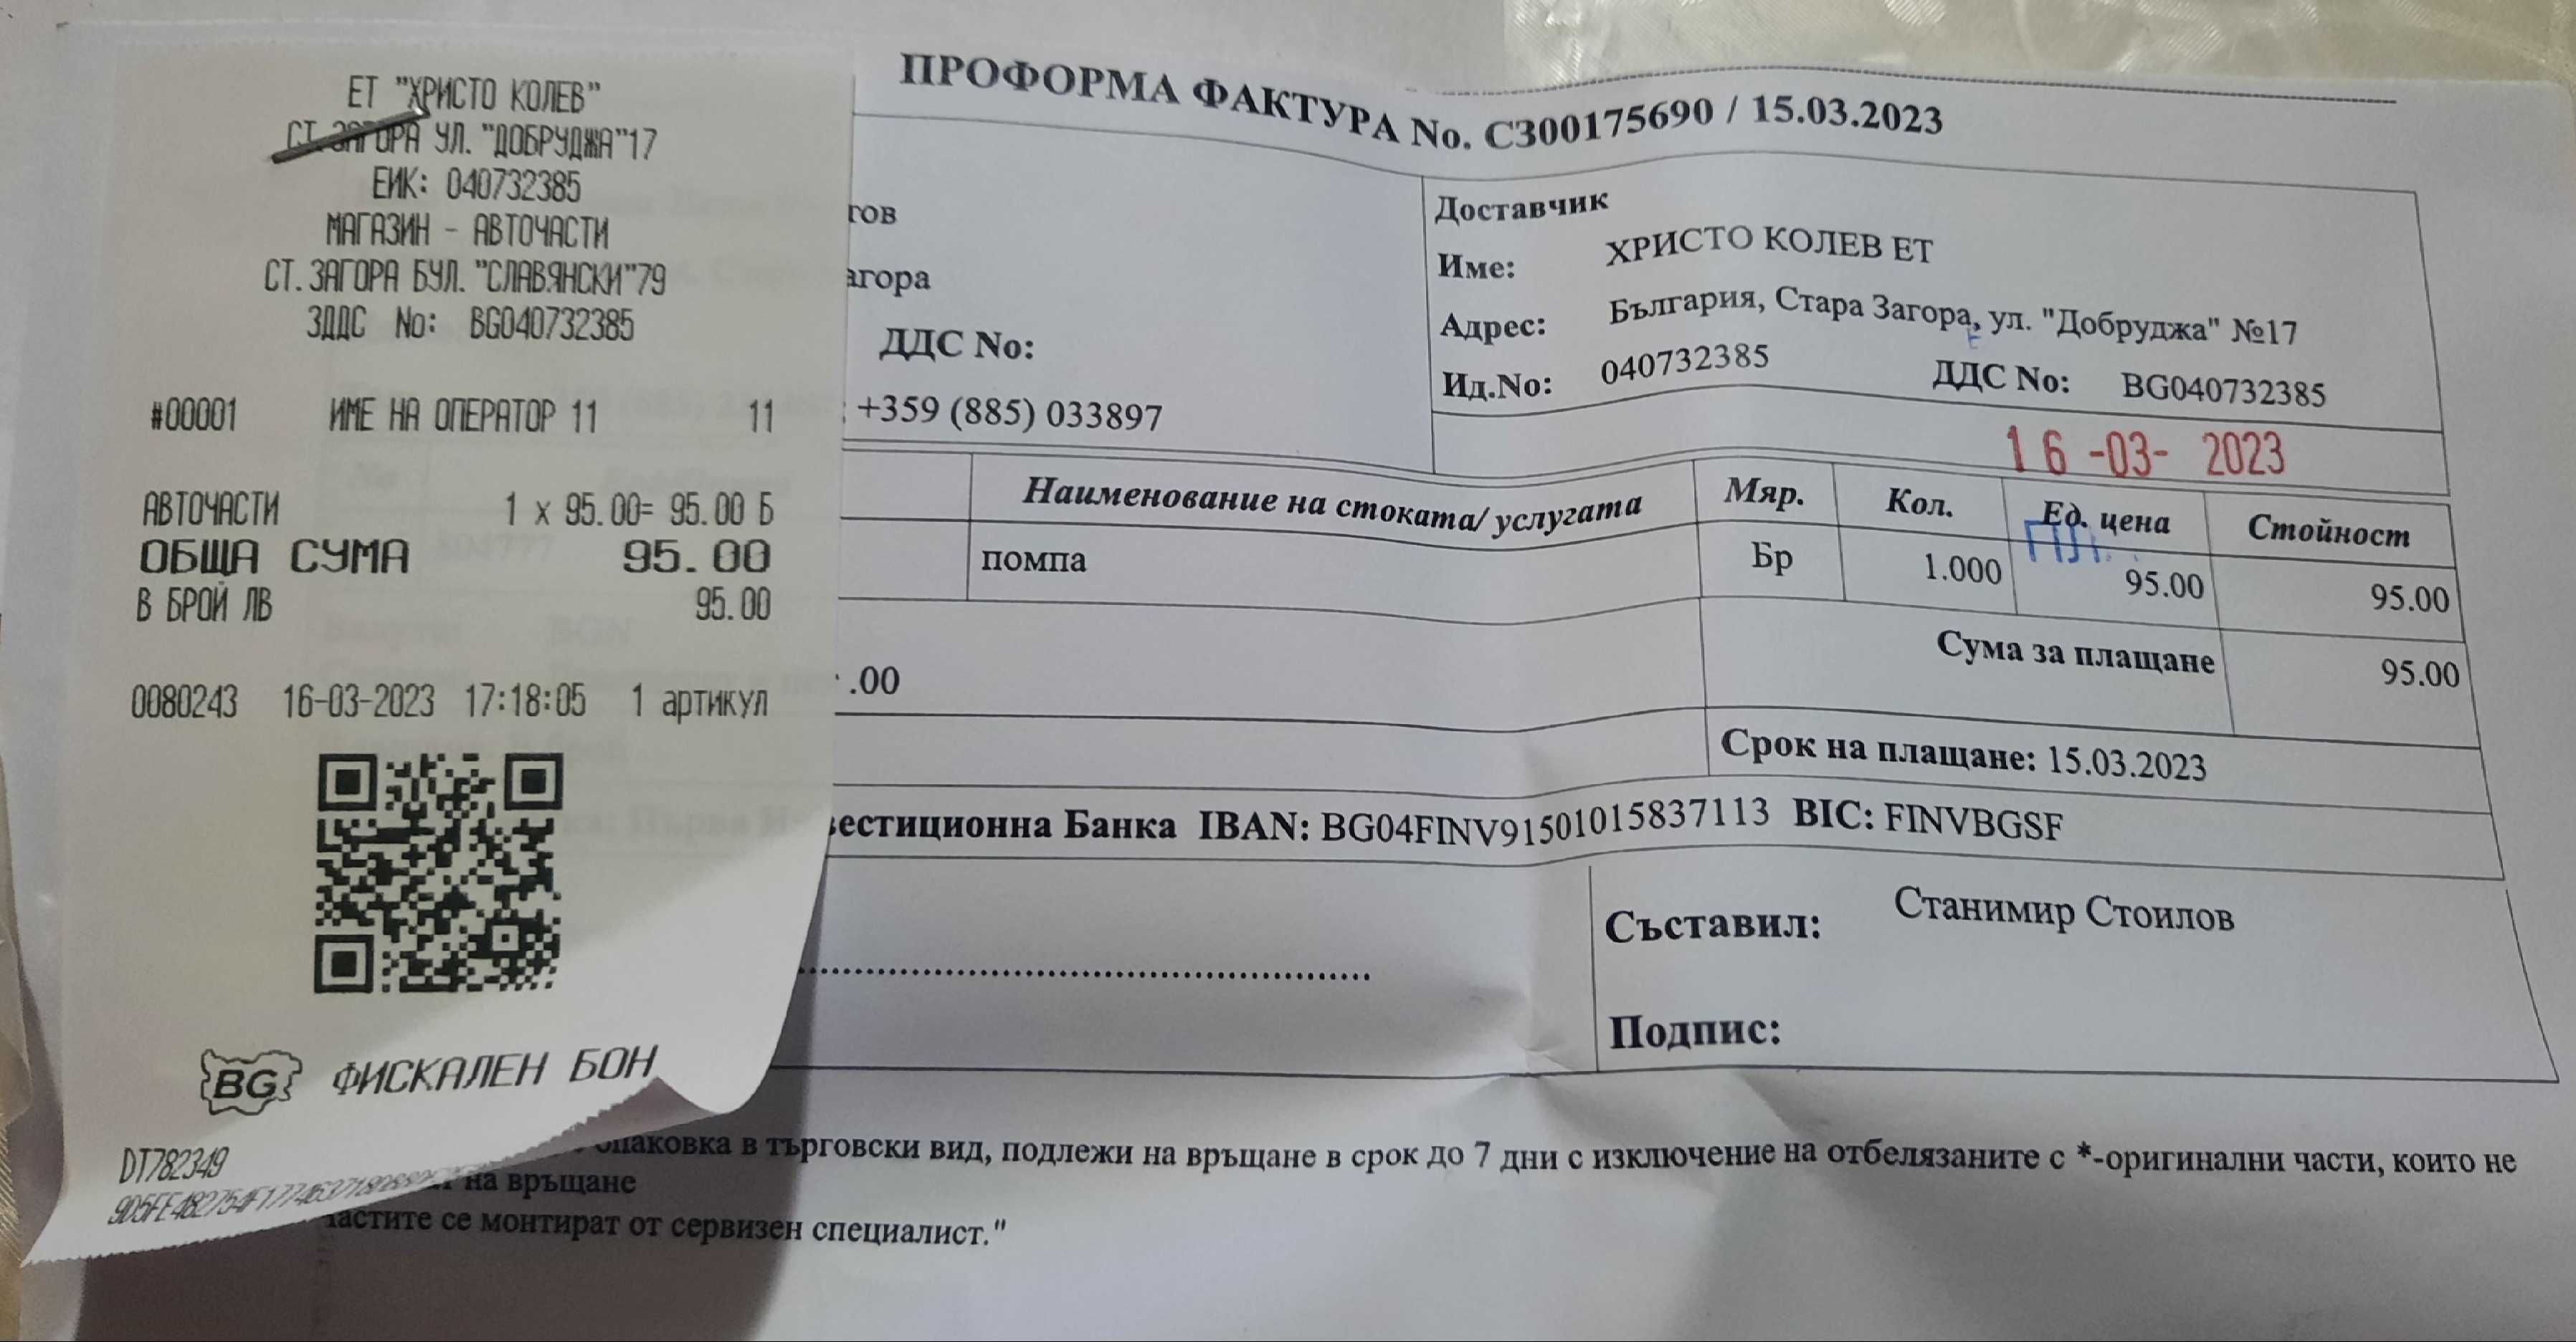 ЕТ "ХРИСТО КОЛЕВ"
СТ.ЗАГОРА УЛ. "ДОБРУДЖА"17
ЕИК: 040732385
МАГАЗИН - АВТОЧАСТИ
СТ.ЗАГОРА БУЛ. "СЛАВЯНСКИ"79
ЗДДС No: BG040732385
#00001 ИМЕ НА ОПЕРАТОР 11 11
АВТОЧАСТИ 1 x 95.00= 95.00 Б
ОБЩА СУМА 95.00
В БРОЙ ЛВ 95.00
0080243 16-03-2023 17:18:05 1 артикул
BG ФИСКАЛЕН БОН
DT782349
ПРОФОРМА ФАКТУРА No. С300175690 / 15.03.2023
гов
агора
ДДС No:
: +359 (885) 033897
Доставчик
Име: ХРИСТО КОЛЕВ ЕТ
Адрес: България, Стара Загора, ул. "Добруджа" №17
Ид.No: 040732385 ДДС No: BG040732385
16 -03- 2023
Наименование на стоката/ услугата Мяр. Кол. Ед. цена Стойност
помпа Бр 1.000 95.00 95.00
Сума за плащане 95.00
.00
Срок на плащане: 15.03.2023
вестиционна Банка IBAN: BG04FINV91501015837113 BIC: FINVBGSF
Съставил: Станимир Стоилов
Подпис:
опаковка в търговски вид, подлежи на връщане в срок до 7 дни с изключение на отбелязаните с *-оригинални части, които не
на връщане
частите се монтират от сервизен специалист."